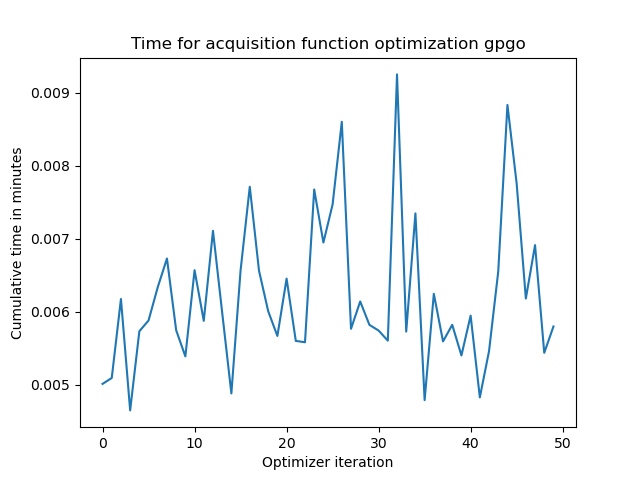 Time for acquisition function optimization gpgo
0.009
0.008
0.007
0.006
0.005
Cumulative time in minutes
0 10 20 30 40 50
Optimizer iteration